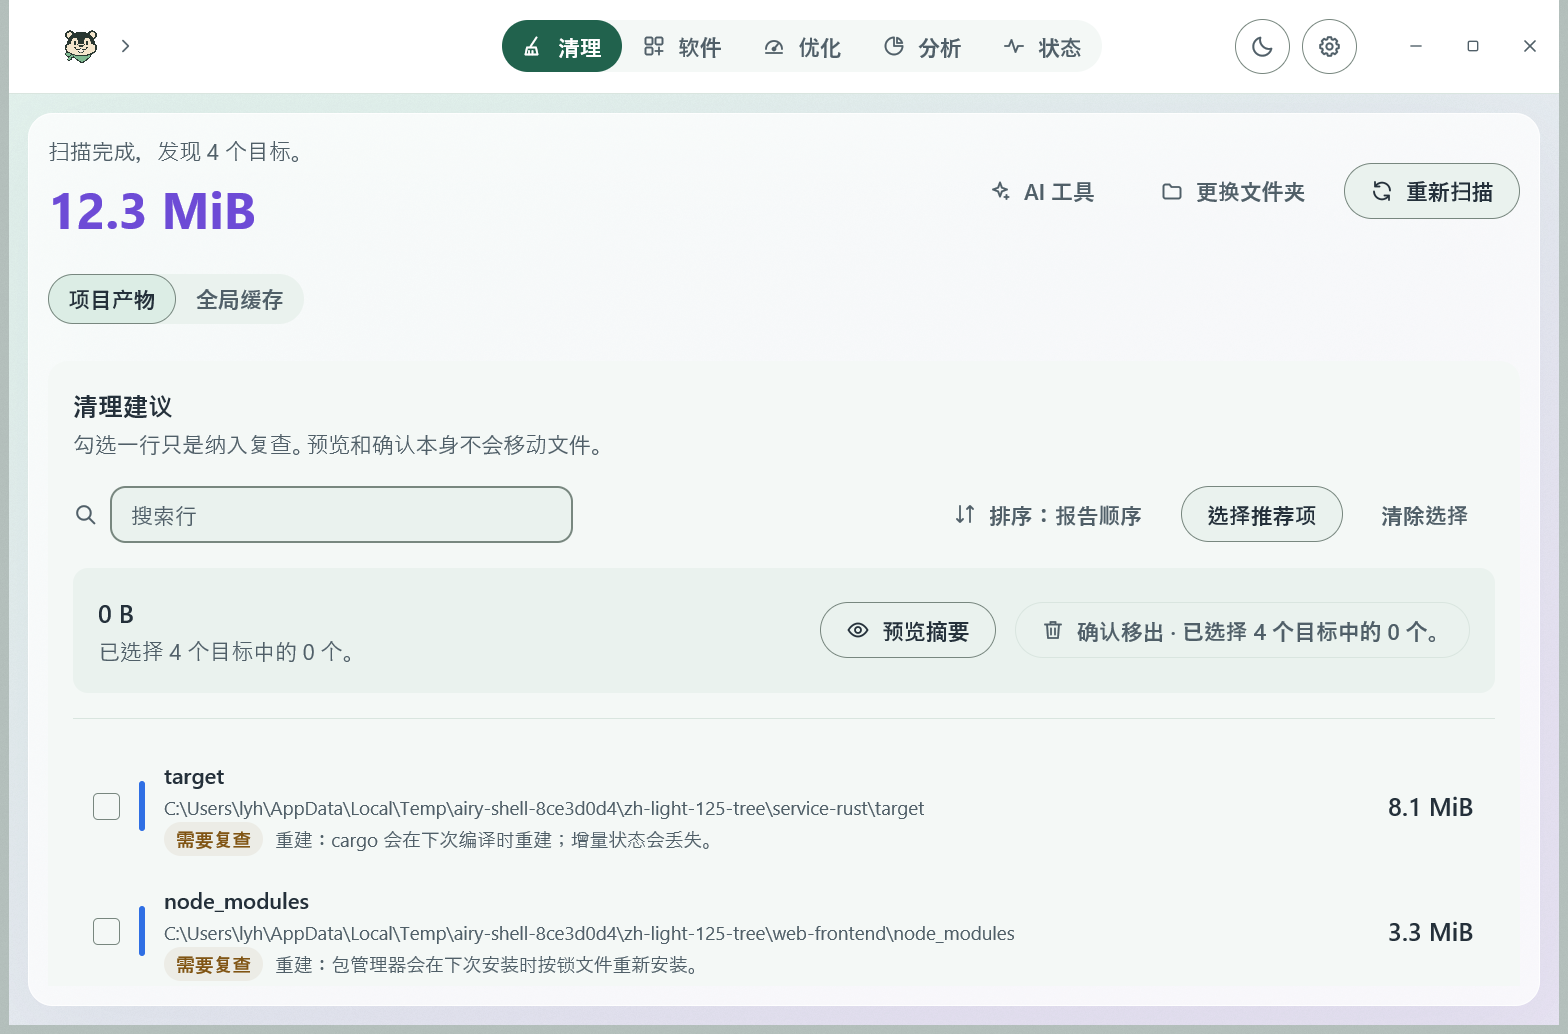 清理
软件
优化
分析
状态
扫描完成，发现 4 个目标。
12.3 MiB
AI 工具
更换文件夹
重新扫描
项目产物
全局缓存
清理建议
勾选一行只是纳入复查。预览和确认本身不会移动文件。
搜索行
排序：报告顺序
选择推荐项
清除选择
0 B
已选择 4 个目标中的 0 个。
预览摘要
确认移出 · 已选择 4 个目标中的 0 个。
target
C:\Users\lyh\AppData\Local\Temp\airy-shell-8ce3d0d4\zh-light-125-tree\service-rust\target
8.1 MiB
需要复查 重建：cargo 会在下次编译时重建；增量状态会丢失。
node_modules
C:\Users\lyh\AppData\Local\Temp\airy-shell-8ce3d0d4\zh-light-125-tree\web-frontend\node_modules
3.3 MiB
需要复查 重建：包管理器会在下次安装时按锁文件重新安装。